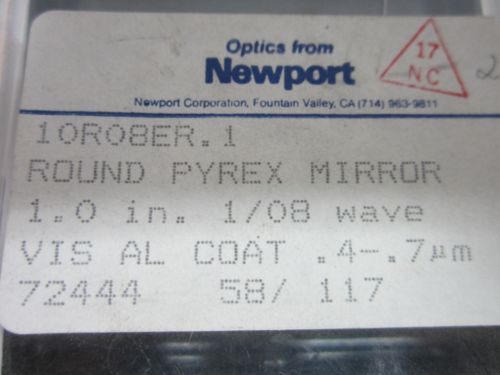 Optics from
Newport
17
NC
2
Newport Corporation, Fountain Valley, CA (714) 963-9811
10R08ER.1
ROUND PYREX MIRROR
1.0 in. 1/08 wave
VIS AL COAT .4-.7µm
72444 58/ 117